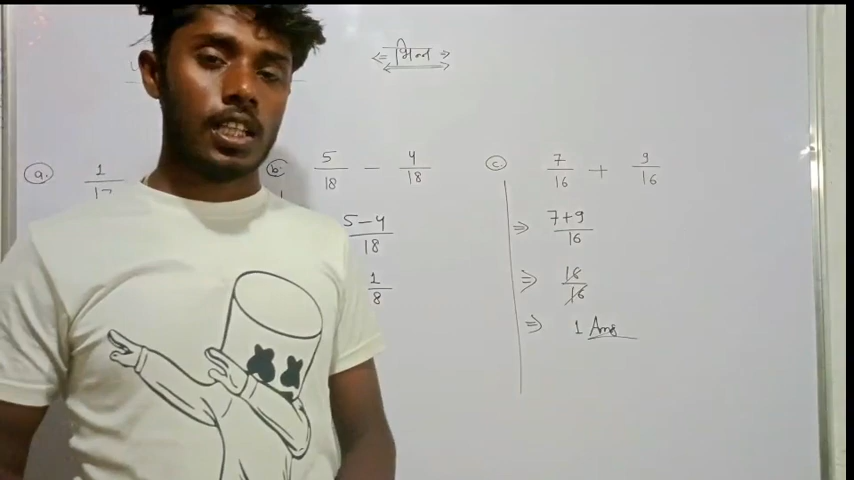 ⇐ भिन्न ⇒
a. 1/17
b. 5/18 − 4/18
5−4/18
1/8
c 7/16 + 9/16
⇒ 7+9/16
⇒ 16/16
⇒ 1 Ans